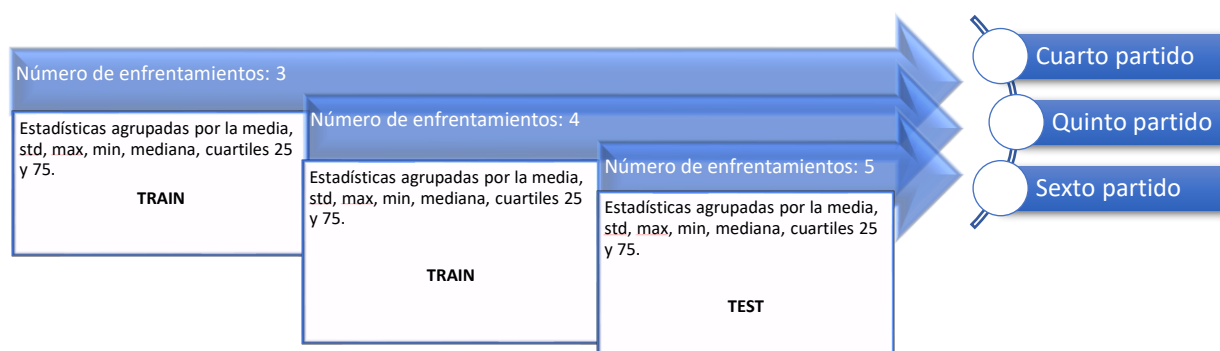 Número de enfrentamientos: 3
Estadísticas agrupadas por la media,
std, max, min, mediana, cuartiles 25
y 75.
TRAIN
Número de enfrentamientos: 4
Estadísticas agrupadas por la media,
std, max, min, mediana, cuartiles 25
y 75.
TRAIN
Número de enfrentamientos: 5
Estadísticas agrupadas por la media,
std, max, min, mediana, cuartiles 25
y 75.
TEST
Cuarto partido
Quinto partido
Sexto partido